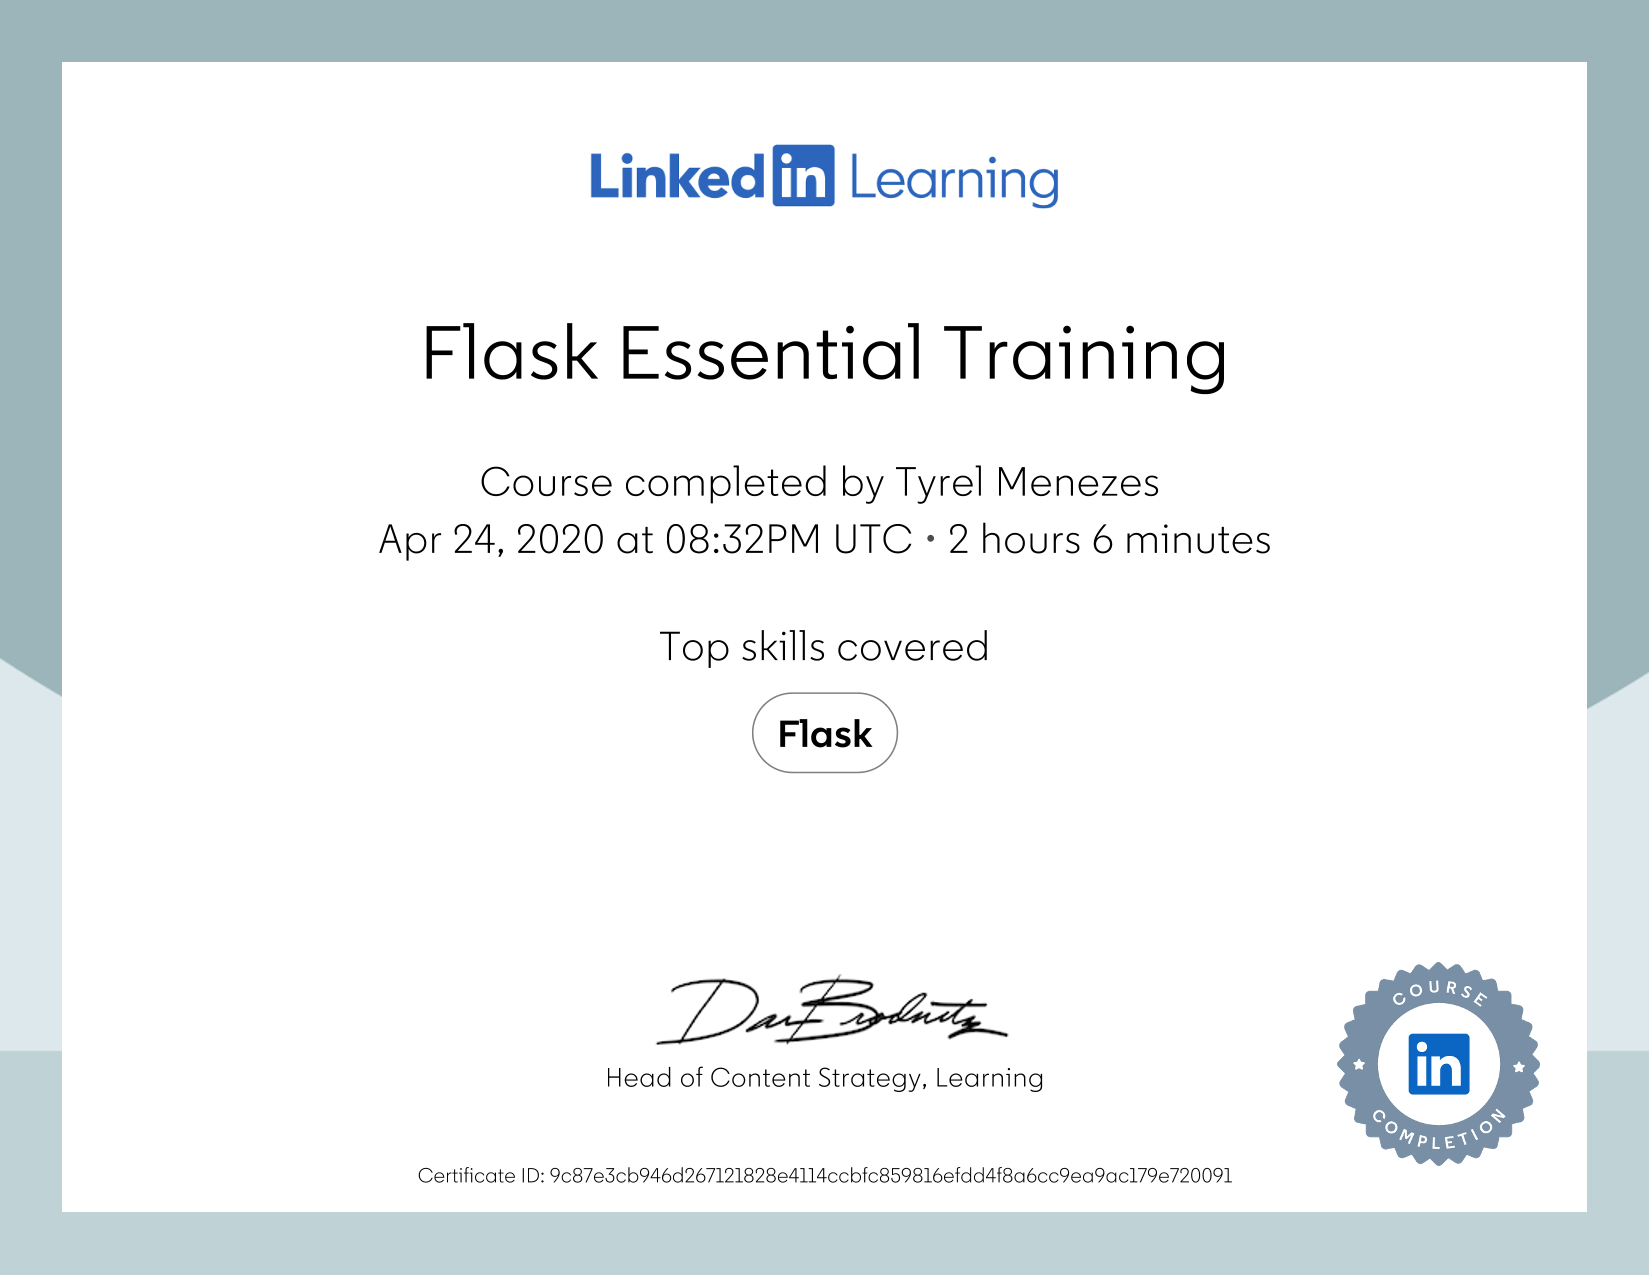 Linked in Learning
Flask Essential Training
Course completed by Tyrel Menezes
Apr 24, 2020 at 08:32PM UTC • 2 hours 6 minutes
Top skills covered
Flask
Dan Brodnitz
Head of Content Strategy, Learning
COURSE
in
COMPLETION
Certificate ID: 9c87e3cb946d267121828e4114ccbfc859816efdd4f8a6cc9ea9ac179e720091